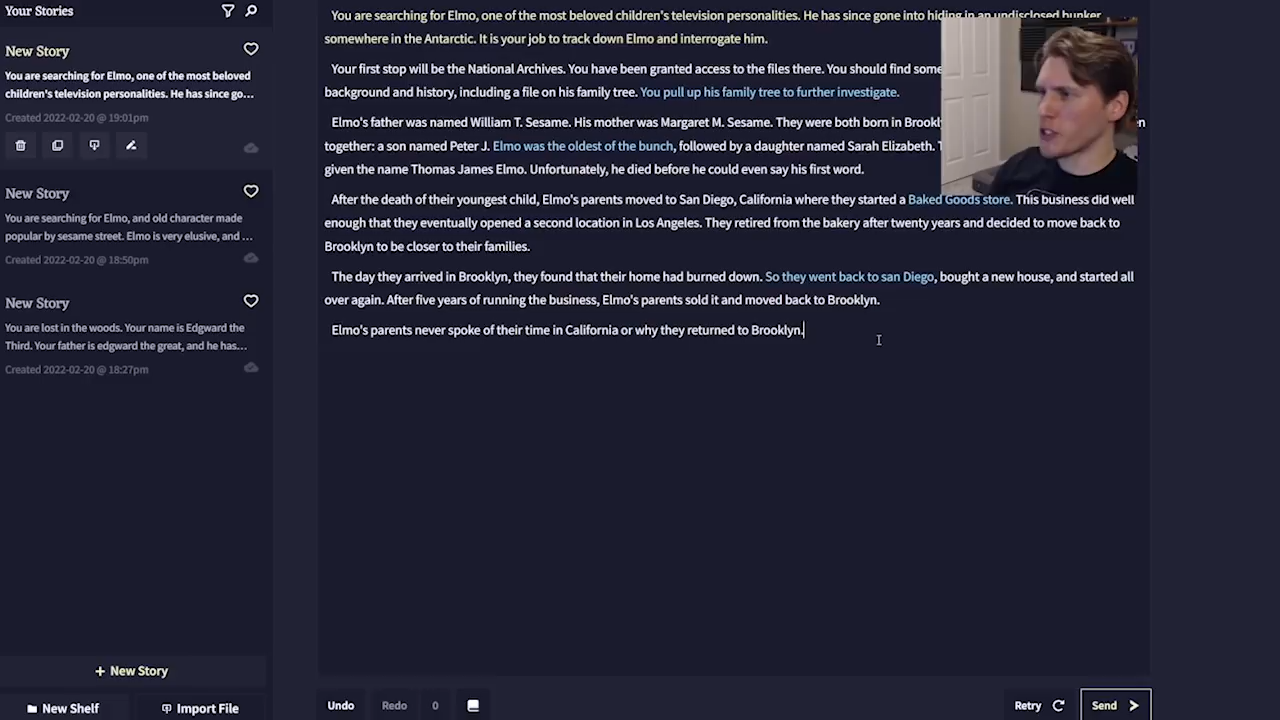 Your Stories
New Story
You are searching for Elmo, one of the most beloved
children's television personalities. He has since go...
Created 2022-02-20 @ 19:01pm
New Story
You are searching for Elmo, and old character made
popular by sesame street. Elmo is very elusive, and ...
Created 2022-02-20 @ 18:50pm
New Story
You are lost in the woods. Your name is Edgward the
Third. Your father is edgward the great, and he has...
Created 2022-02-20 @ 18:27pm
+ New Story
New Shelf
Import File
You are searching for Elmo, one of the most beloved children's television personalities. He has since gone into hiding in an undisclosed bunker
somewhere in the Antarctic. It is your job to track down Elmo and interrogate him.
Your first stop will be the National Archives. You have been granted access to the files there. You should find some
background and history, including a file on his family tree. You pull up his family tree to further investigate.
Elmo's father was named William T. Sesame. His mother was Margaret M. Sesame. They were both born in
together: a son named Peter J. Elmo was the oldest of the bunch, followed by a daughter named Sarah Elizabeth.
given the name Thomas James Elmo. Unfortunately, he died before he could even say his first word.
After the death of their youngest child, Elmo's parents moved to San Diego, California where they started a Baked Goods store. This business did well
enough that they eventually opened a second location in Los Angeles. They retired from the bakery after twenty years and decided to move back to
Brooklyn to be closer to their families.
The day they arrived in Brooklyn, they found that their home had burned down. So they went back to san Diego, bought a new house, and started all
over again. After five years of running the business, Elmo's parents sold it and moved back to Brooklyn.
Elmo's parents never spoke of their time in California or why they returned to Brooklyn.
Undo
Redo
0
Retry
Send